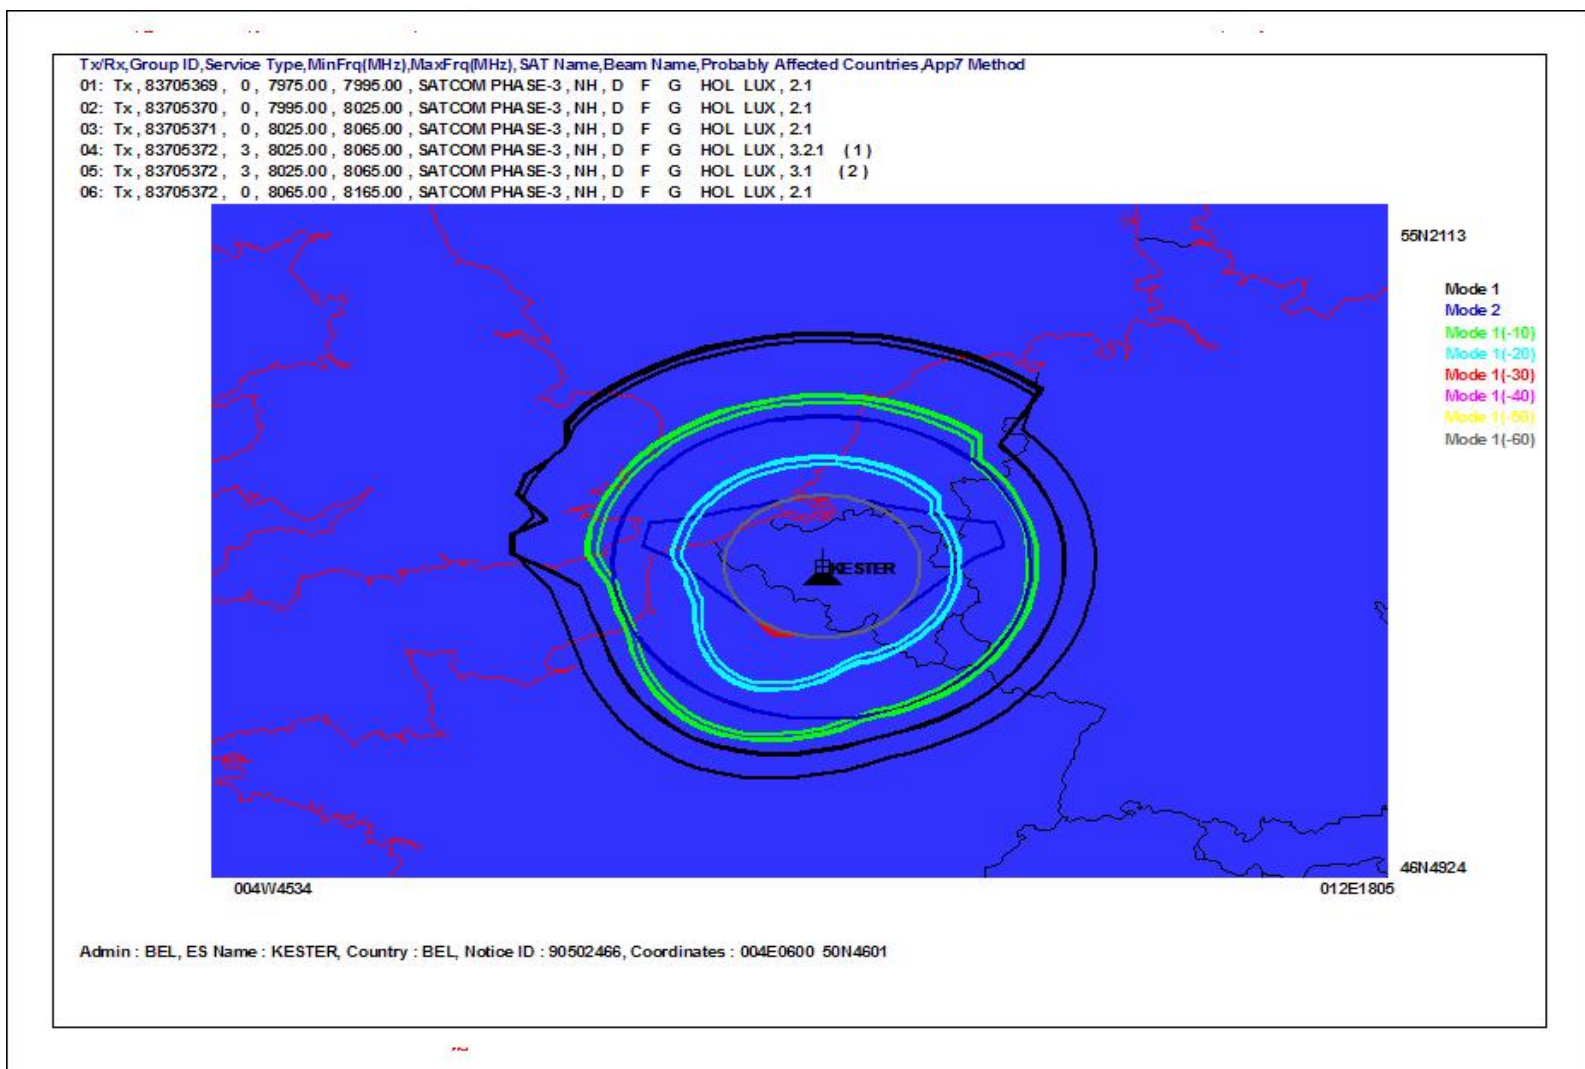 Tx/Rx,Group ID,Service Type,MinFrq(MHz),MaxFrq(MHz),SAT Name,Beam Name,Probably Affected Countries,App7 Method
01: Tx , 83705369 , 0 , 7975.00 , 7995.00 , SATCOM PHASE-3 , NH , D F G HOL LUX , 2.1
02: Tx , 83705370 , 0 , 7995.00 , 8025.00 , SATCOM PHASE-3 , NH , D F G HOL LUX , 2.1
03: Tx , 83705371 , 0 , 8025.00 , 8065.00 , SATCOM PHASE-3 , NH , D F G HOL LUX , 2.1
04: Tx , 83705372 , 3 , 8025.00 , 8065.00 , SATCOM PHASE-3 , NH , D F G HOL LUX , 3.2.1 ( 1 )
05: Tx , 83705372 , 3 , 8025.00 , 8065.00 , SATCOM PHASE-3 , NH , D F G HOL LUX , 3.1 ( 2 )
06: Tx , 83705372 , 0 , 8065.00 , 8165.00 , SATCOM PHASE-3 , NH , D F G HOL LUX , 2.1
55N2113
Mode 1
Mode 2
Mode 1(-10)
Mode 1(-20)
Mode 1(-30)
Mode 1(-40)
Mode 1(-50)
Mode 1(-60)
KESTER
46N4924
004W4534
012E1805
Admin : BEL, ES Name : KESTER, Country : BEL, Notice ID : 90502466, Coordinates : 004E0600 50N4601